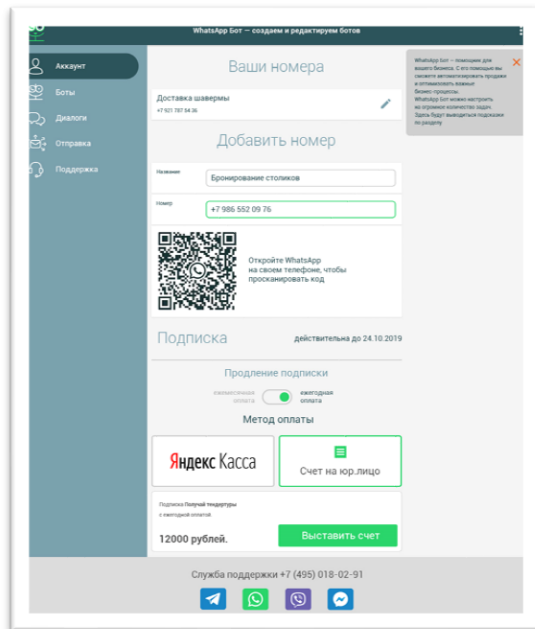 WhatsApp Бот — создаем и редактируем ботов
Аккаунт
Боты
Диалоги
Отправка
Поддержка
Ваши номера
Доставка шавермы
+7 921 787 54 36
Добавить номер
Название
Бронирование столиков
Номер
+7 986 552 09 76
Откройте WhatsApp
на своем телефоне, чтобы
просканировать код
Подписка
действительна до 24.10.2019
Продление подписки
ежемесячная
оплата
ежегодная
оплата
Метод оплаты
Яндекс Касса
Счет на юр.лицо
Подписка Получай тендертуры
с ежегодной оплатой
12000 рублей.
Выставить счет
WhatsApp Бот — помощник для
вашего бизнеса. С его помощью вы
сможете автоматизировать продажи
и оптимизировать важные
бизнес-процессы.
WhatsApp Бот можно настроить
на огромное количество задач.
Здесь будут выводиться подсказки
по разделу
Служба поддержки +7 (495) 018-02-91